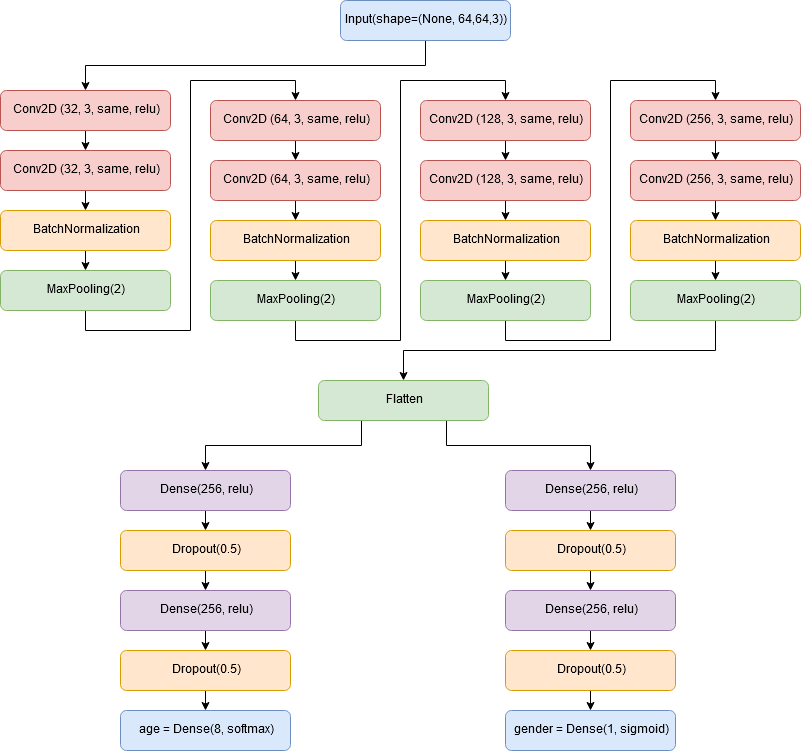 Input(shape=(None, 64,64,3))
Conv2D (32, 3, same, relu)
Conv2D (32, 3, same, relu)
BatchNormalization
MaxPooling(2)
Conv2D (64, 3, same, relu)
Conv2D (64, 3, same, relu)
BatchNormalization
MaxPooling(2)
Conv2D (128, 3, same, relu)
Conv2D (128, 3, same, relu)
BatchNormalization
MaxPooling(2)
Conv2D (256, 3, same, relu)
Conv2D (256, 3, same, relu)
BatchNormalization
MaxPooling(2)
Flatten
Dense(256, relu)
Dropout(0.5)
Dense(256, relu)
Dropout(0.5)
age = Dense(8, softmax)
Dense(256, relu)
Dropout(0.5)
Dense(256, relu)
Dropout(0.5)
gender = Dense(1, sigmoid)